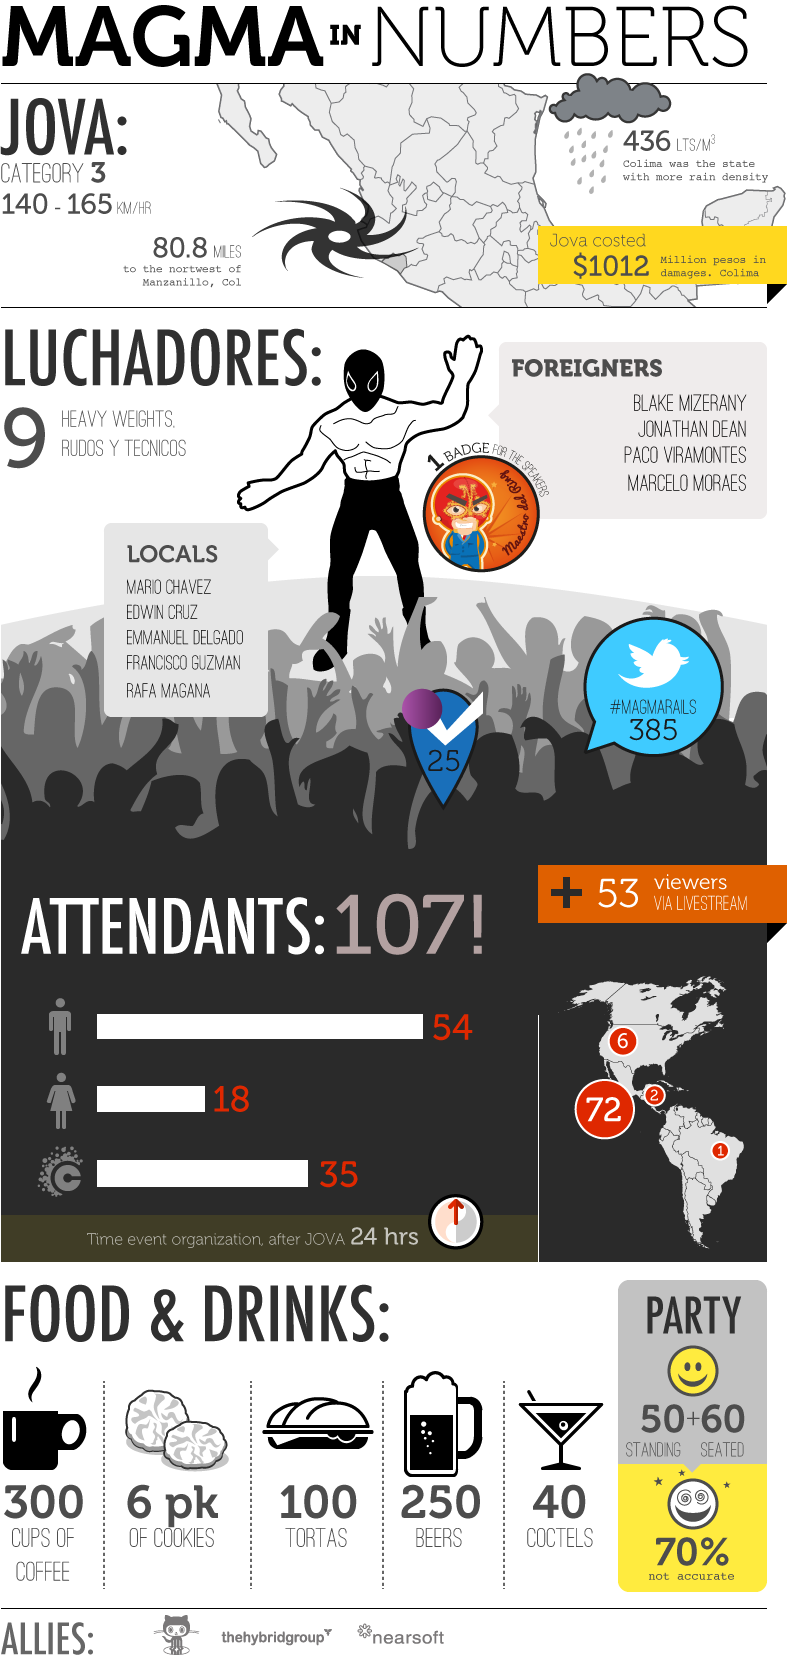 MAGMA IN NUMBERS
JOVA:
CATEGORY 3
140 - 165 KM/HR
80.8 MILES
to the nortwest of
Manzanillo, Col
436 LTS/M³
Colima was the state
with more rain density
Jova costed
$1012 Million pesos in
damages. Colima
LUCHADORES:
9 HEAVY WEIGHTS,
RUDOS Y TECNICOS
FOREIGNERS
BLAKE MIZERANY
JONATHAN DEAN
PACO VIRAMONTES
MARCELO MORAES
1 BADGE FOR THE SPEAKERS
Maestro del Ring
LOCALS
MARIO CHAVEZ
EDWIN CRUZ
EMMANUEL DELGADO
FRANCISCO GUZMAN
RAFA MAGANA
#MAGMARAILS
385
25
+ 53 viewers
VIA LIVESTREAM
ATTENDANTS: 107!
54
18
35
6
72
2
1
Time event organization, after JOVA 24 hrs
FOOD & DRINKS:
300
CUPS OF
COFFEE
6 pk
OF COOKIES
100
TORTAS
250
BEERS
40
COCTELS
PARTY
50+60
STANDING SEATED
70%
not accurate
ALLIES:
thehybridgroup
nearsoft